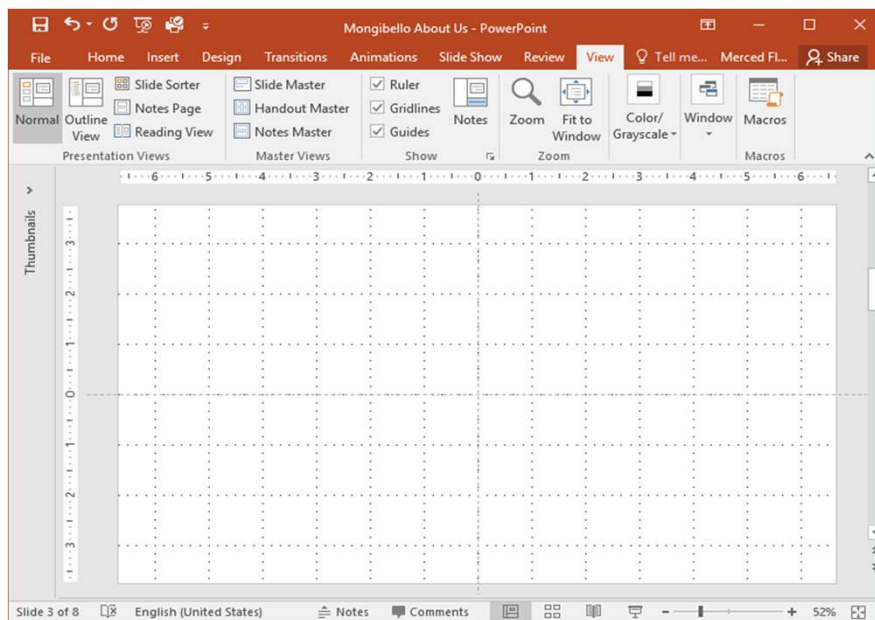 Mongibello About Us - PowerPoint
File Home Insert Design Transitions Animations Slide Show Review View Tell me... Merced Fl... Share
Normal
Outline View
Slide Sorter
Notes Page
Reading View
Presentation Views
Slide Master
Handout Master
Notes Master
Master Views
Ruler
Gridlines
Guides
Notes
Show
Zoom
Fit to Window
Zoom
Color/ Grayscale
Window
Macros
Macros
6 5 4 3 2 1 0 1 2 3 4 5 6
Thumbnails
3
2
1
0
1
2
3
Slide 3 of 8 English (United States) Notes Comments 52%